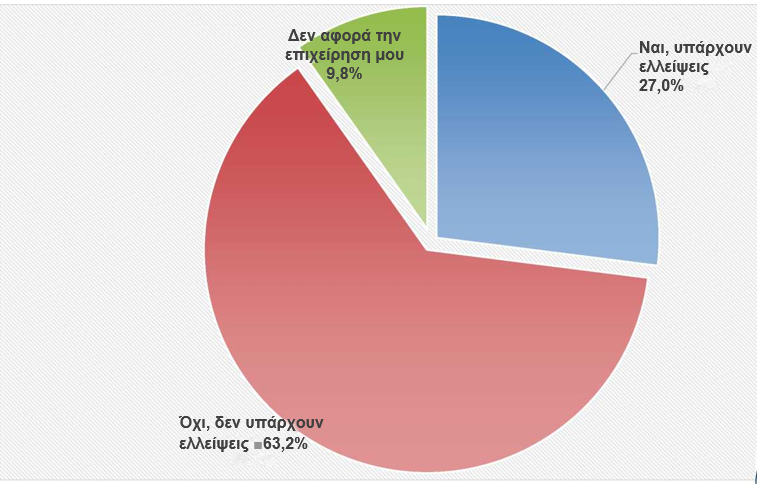 Δεν αφορά την
επιχείρηση μου
9,8%
Ναι, υπάρχουν
ελλείψεις
27,0%
Όχι, δεν υπάρχουν
ελλείψεις 63,2%